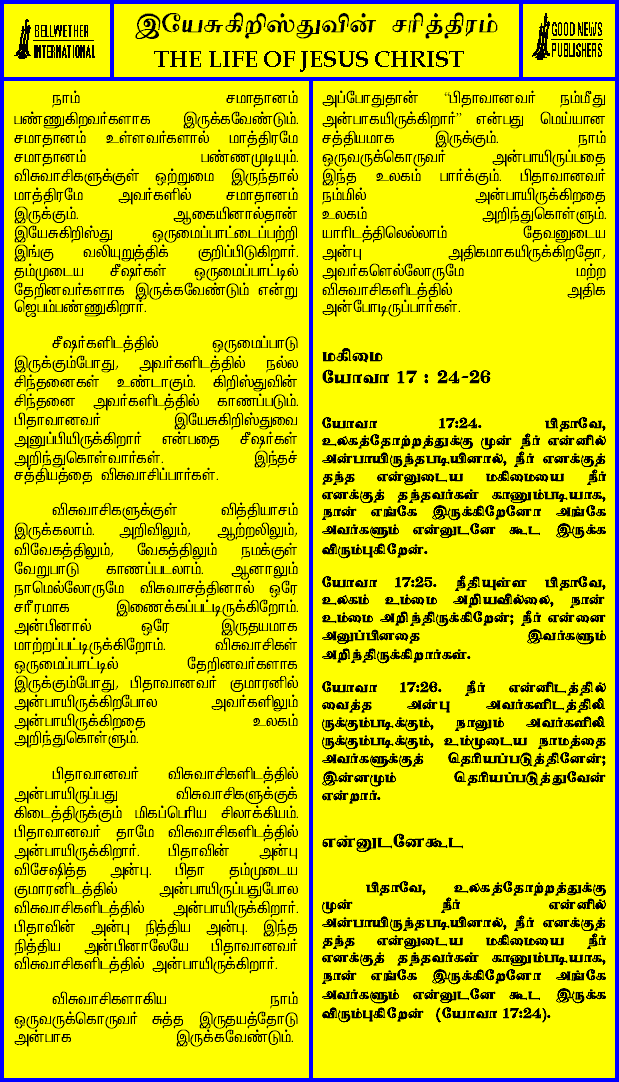 BELLWETHER
INTERNATIONAL
இயேசுகிறிஸ்துவின் சரித்திரம்
THE LIFE OF JESUS CHRIST
GOOD NEWS
PUBLISHERS
நாம் சமாதானம்
பண்ணுகிறவர்களாக இருக்கவேண்டும்.
சமாதானம் உள்ளவர்களால் மாத்திரமே
சமாதானம் பண்ணமுடியும்.
விசுவாசிகளுக்குள் ஒற்றுமை இருந்தால்
மாத்திரமே அவர்களில் சமாதானம்
இருக்கும். ஆகையினால்தான்
இயேசுகிறிஸ்து ஒருமைப்பாட்டைப்பற்றி
இங்கு வலியுறுத்திக் குறிப்பிடுகிறார்.
தம்முடைய சீஷர்கள் ஒருமைப்பாட்டில்
தேறினவர்களாக இருக்கவேண்டும் என்று
ஜெபம்பண்ணுகிறார்.
சீஷர்களிடத்தில் ஒருமைப்பாடு
இருக்கும்போது, அவர்களிடத்தில் நல்ல
சிந்தனைகள் உண்டாகும். கிறிஸ்துவின்
சிந்தனை அவர்களிடத்தில் காணப்படும்.
பிதாவானவர் இயேசுகிறிஸ்துவை
அனுப்பியிருக்கிறார் என்பதை சீஷர்கள்
அறிந்துகொள்வார்கள். இந்தச்
சத்தியத்தை விசுவாசிப்பார்கள்.
விசுவாசிகளுக்குள் வித்தியாசம்
இருக்கலாம். அறிவிலும், ஆற்றலிலும்,
விவேகத்திலும், வேகத்திலும் நமக்குள்
வேறுபாடு காணப்படலாம். ஆனாலும்
நாமெல்லோருமே விசுவாசத்தினால் ஒரே
சரீரமாக இணைக்கப்பட்டிருக்கிறோம்.
அன்பினால் ஒரே இருதயமாக
மாற்றப்பட்டிருக்கிறோம். விசுவாசிகள்
ஒருமைப்பாட்டில் தேறினவர்களாக
இருக்கும்போது, பிதாவானவர் குமாரனில்
அன்பாயிருக்கிறபோல அவர்களிலும்
அன்பாயிருக்கிறதை உலகம்
அறிந்துகொள்ளும்.
பிதாவானவர் விசுவாசிகளிடத்தில்
அன்பாயிருப்பது விசுவாசிகளுக்குக்
கிடைத்திருக்கும் மிகப்பெரிய சிலாக்கியம்.
பிதாவானவர் தாமே விசுவாசிகளிடத்தில்
அன்பாயிருக்கிறார். பிதாவின் அன்பு
விசேஷித்த அன்பு. பிதா தம்முடைய
குமாரனிடத்தில் அன்பாயிருப்பதுபோல
விசுவாசிகளிடத்தில் அன்பாயிருக்கிறார்.
பிதாவின் அன்பு நித்திய அன்பு. இந்த
நித்திய அன்பினாலேயே பிதாவானவர்
விசுவாசிகளிடத்தில் அன்பாயிருக்கிறார்.
விசுவாசிகளாகிய நாம்
ஒருவருக்கொருவர் சுத்த இருதயத்தோடு
அன்பாக இருக்கவேண்டும்.
அப்போதுதான் “பிதாவானவர் நம்மீது
அன்பாகயிருக்கிறார்” என்பது மெய்யான
சத்தியமாக இருக்கும். நாம்
ஒருவருக்கொருவர் அன்பாயிருப்பதை
இந்த உலகம் பார்க்கும். பிதாவானவர்
நம்மில் அன்பாயிருக்கிறதை
உலகம் அறிந்துகொள்ளும்.
யாரிடத்திலெல்லாம் தேவனுடைய
அன்பு அதிகமாகயிருக்கிறதோ,
அவர்களெல்லோருமே மற்ற
விசுவாசிகளிடத்தில் அதிக
அன்போடிருப்பார்கள்.
மகிமை
யோவா 17 : 24-26
யோவா 17:24. பிதாவே,
உலகத்தோற்றத்துக்கு முன் நீர் என்னில்
அன்பாயிருந்தபடியினால், நீர் எனக்குத்
தந்த என்னுடைய மகிமையை நீர்
எனக்குத் தந்தவர்கள் காணும்படியாக,
நான் எங்கே இருக்கிறேனோ அங்கே
அவர்களும் என்னுடனே கூட இருக்க
விரும்புகிறேன்.
யோவா 17:25. நீதியுள்ள பிதாவே,
உலகம் உம்மை அறியவில்லை, நான்
உம்மை அறிந்திருக்கிறேன்; நீர் என்னை
அனுப்பினதை இவர்களும்
அறிந்திருக்கிறார்கள்.
யோவா 17:26. நீர் என்னிடத்தில்
வைத்த அன்பு அவர்களிடத்திலி
ருக்கும்படிக்கும், நானும் அவர்களிலி
ருக்கும்படிக்கும், உம்முடைய நாமத்தை
அவர்களுக்குத் தெரியப்படுத்தினேன்;
இன்னமும் தெரியப்படுத்துவேன்
என்றார்.
என்னுடனேகூட
பிதாவே, உலகத்தோற்றத்துக்கு
முன் நீர் என்னில்
அன்பாயிருந்தபடியினால், நீர் எனக்குத்
தந்த என்னுடைய மகிமையை நீர்
எனக்குத் தந்தவர்கள் காணும்படியாக,
நான் எங்கே இருக்கிறேனோ அங்கே
அவர்களும் என்னுடனே கூட இருக்க
விரும்புகிறேன் (யோவா 17:24).